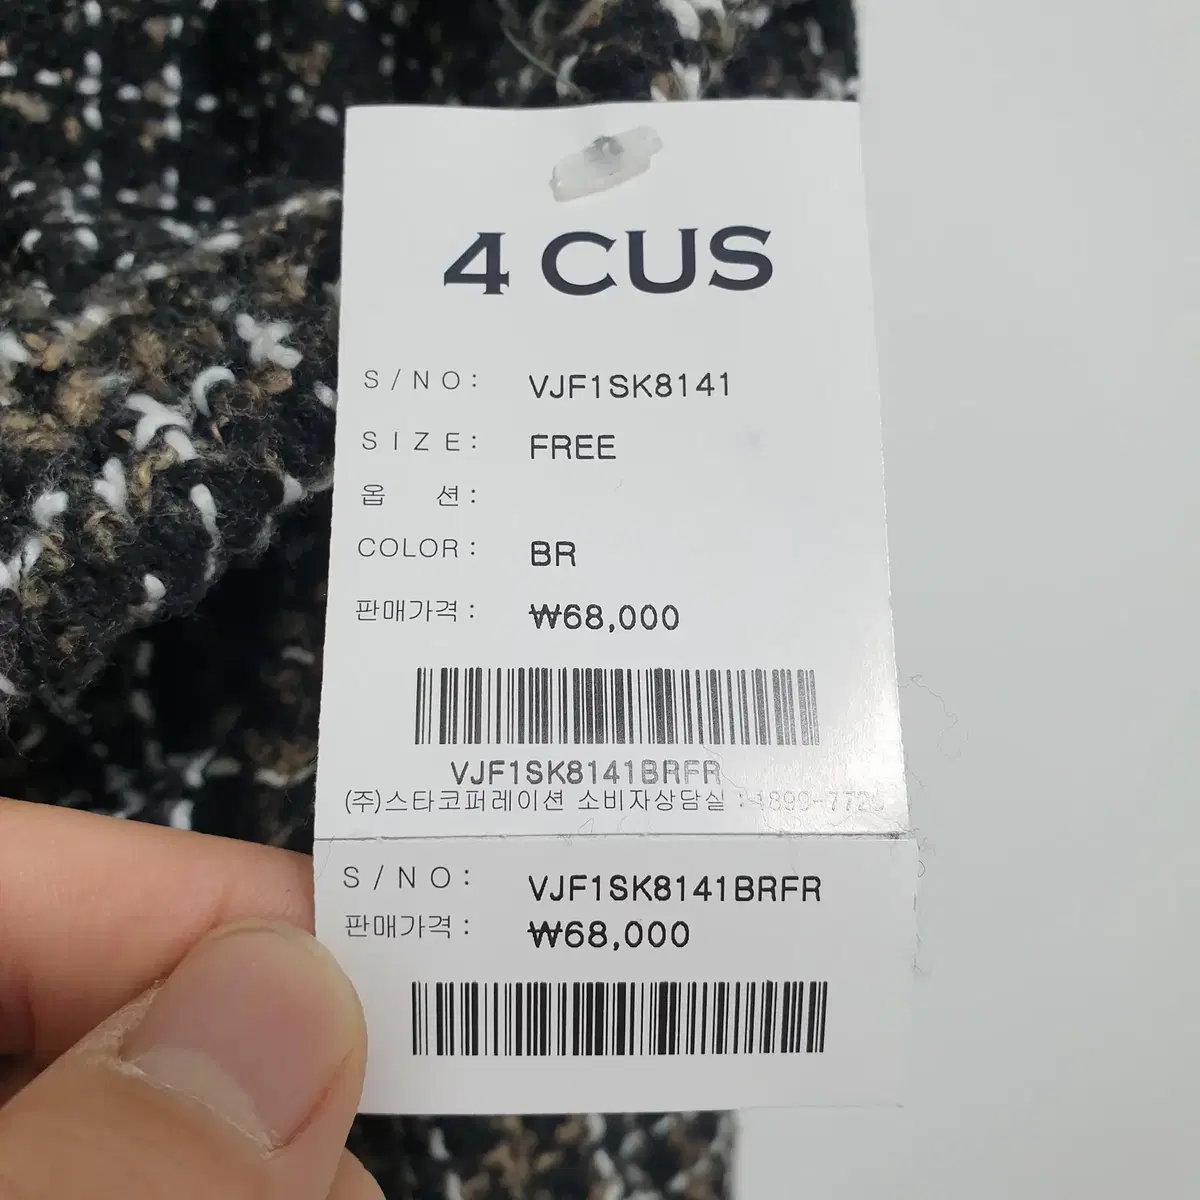 4 CUS
S/NO: VJF1SK8141
SIZE: FREE
옵 션:
COLOR: BR
판매가격: ₩68,000
VJF1SK8141BRFR
(주)스타코퍼레이션 소비자상담실 :
S/NO: VJF1SK8141BRFR
판매가격: ₩68,000